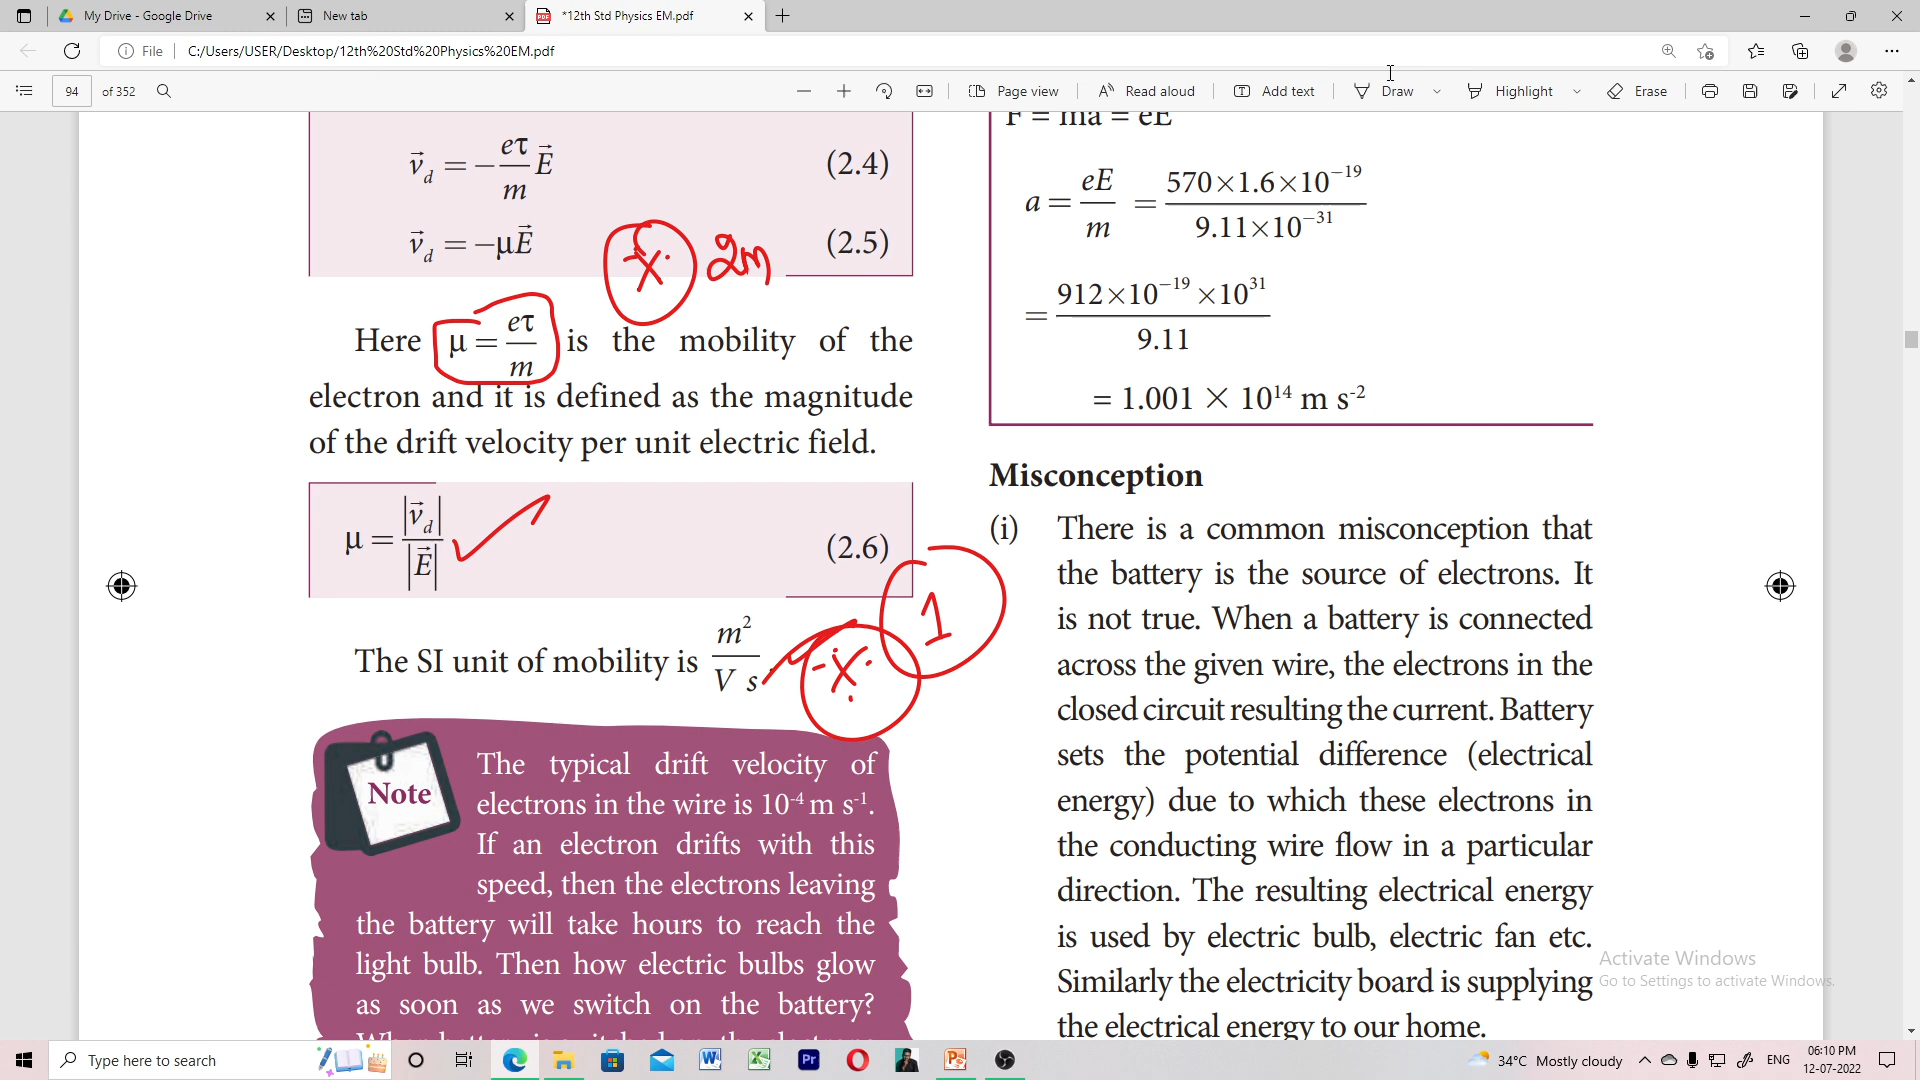 My Drive - Google Drive
New tab
*12th Std Physics EM.pdf
File
C:/Users/USER/Desktop/12th%20Std%20Physics%20EM.pdf
94 of 352
Page view
Read aloud
Add text
Draw
Highlight
Erase
v⃗d = − eτ/m E⃗ (2.4)
v⃗d = −μE⃗ (2.5)
2m
Here μ = eτ/m is the mobility of the
electron and it is defined as the magnitude
of the drift velocity per unit electric field.
μ = |v⃗d| / |E⃗| (2.6)
1
The SI unit of mobility is m²/V s.
Note
The typical drift velocity of
electrons in the wire is 10⁻⁴ m s⁻¹.
If an electron drifts with this
speed, then the electrons leaving
the battery will take hours to reach the
light bulb. Then how electric bulbs glow
as soon as we switch on the battery?
F = ma = eE
a = eE/m = 570×1.6×10⁻¹⁹ / 9.11×10⁻³¹
= 912×10⁻¹⁹×10³¹ / 9.11
= 1.001 × 10¹⁴ m s⁻²
Misconception
(i) There is a common misconception that
the battery is the source of electrons. It
is not true. When a battery is connected
across the given wire, the electrons in the
closed circuit resulting the current. Battery
sets the potential difference (electrical
energy) due to which these electrons in
the conducting wire flow in a particular
direction. The resulting electrical energy
is used by electric bulb, electric fan etc.
Similarly the electricity board is supplying
the electrical energy to our home.
Activate Windows
Go to Settings to activate Windows.
Type here to search
34°C Mostly cloudy
ENG
06:10 PM
12-07-2022